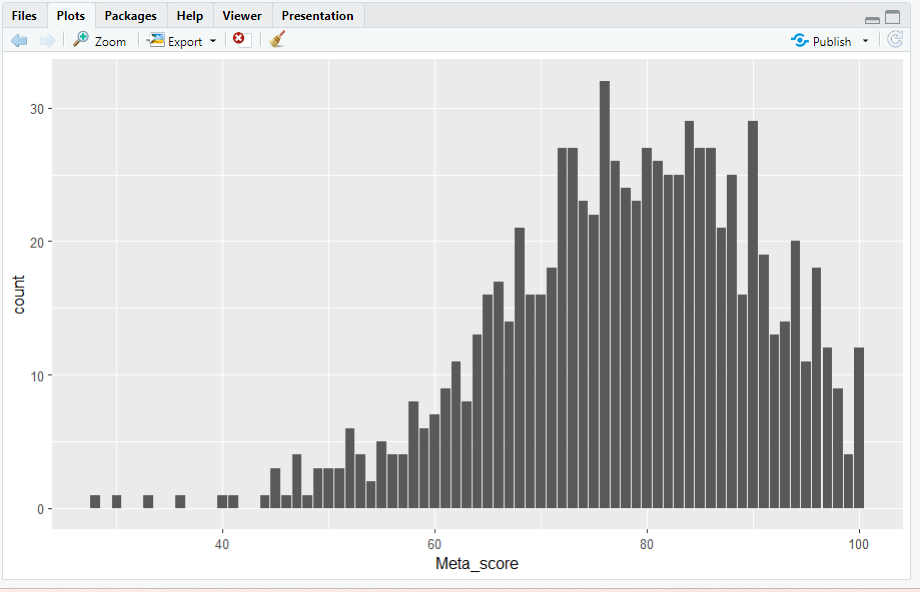 Files Plots Packages Help Viewer Presentation
Zoom Export Publish
30
20
10
0
count
40 60 80 100
Meta_score